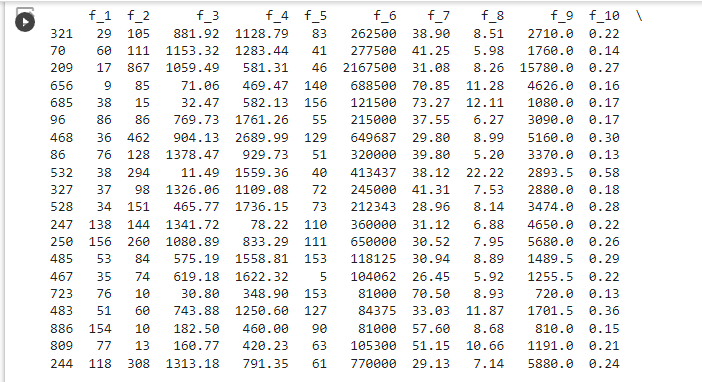 f_1 f_2 f_3 f_4 f_5 f_6 f_7 f_8 f_9 f_10 \
321 29 105 881.92 1128.79 83 262500 38.90 8.51 2710.0 0.22
70 60 111 1153.32 1283.44 41 277500 41.25 5.98 1760.0 0.14
209 17 867 1059.49 581.31 46 2167500 31.08 8.26 15780.0 0.27
656 9 85 71.06 469.47 140 688500 70.85 11.28 4626.0 0.16
685 38 15 32.47 582.13 156 121500 73.27 12.11 1080.0 0.17
96 86 86 769.73 1761.26 55 215000 37.55 6.27 3090.0 0.17
468 36 462 904.13 2689.99 129 649687 29.80 8.99 5160.0 0.30
86 76 128 1378.47 929.73 51 320000 39.80 5.20 3370.0 0.13
532 38 294 11.49 1559.36 40 413437 38.12 22.22 2893.5 0.58
327 37 98 1326.06 1109.08 72 245000 41.31 7.53 2880.0 0.18
528 34 151 465.77 1736.15 73 212343 28.96 8.14 3474.0 0.28
247 138 144 1341.72 78.22 110 360000 31.12 6.88 4650.0 0.22
250 156 260 1080.89 833.29 111 650000 30.52 7.95 5680.0 0.26
485 53 84 575.19 1558.81 153 118125 30.94 8.89 1489.5 0.29
467 35 74 619.18 1622.32 5 104062 26.45 5.92 1255.5 0.22
723 76 10 30.80 348.90 153 81000 70.50 8.93 720.0 0.13
483 51 60 743.88 1250.60 127 84375 33.03 11.87 1701.5 0.36
886 154 10 182.50 460.00 90 81000 57.60 8.68 810.0 0.15
809 77 13 160.77 420.23 63 105300 51.15 10.66 1191.0 0.21
244 118 308 1313.18 791.35 61 770000 29.13 7.14 5880.0 0.24